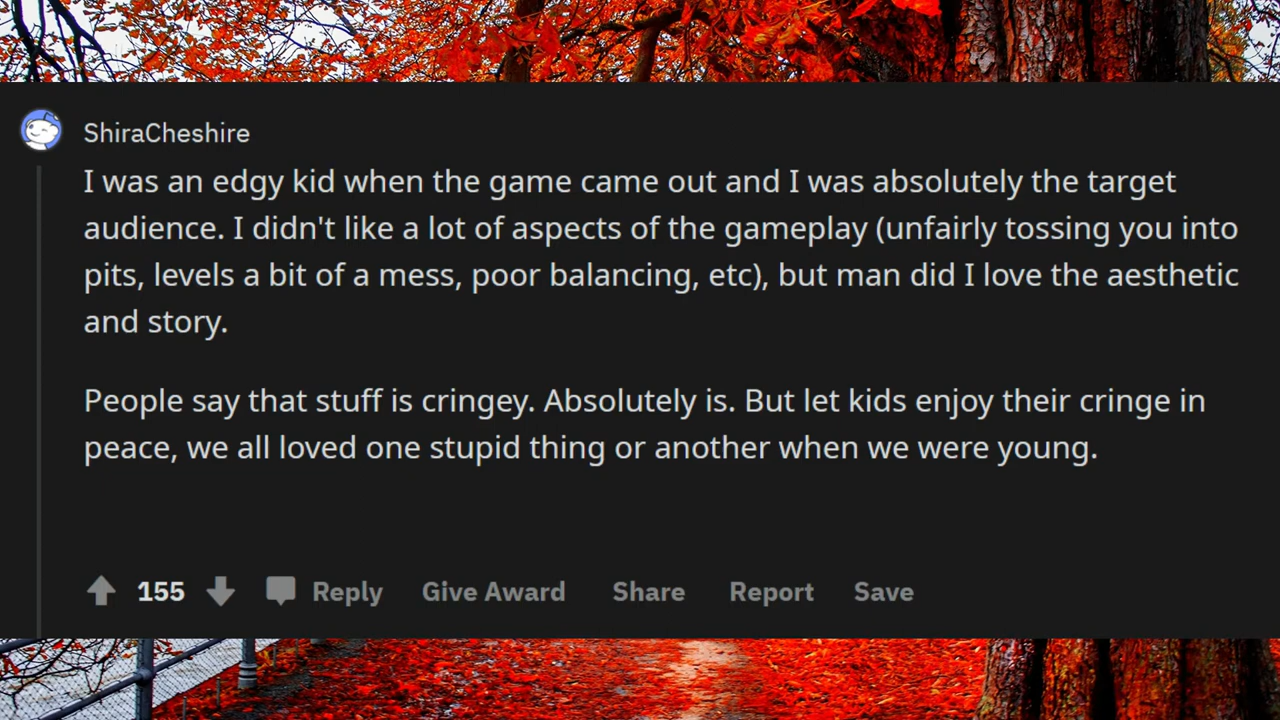 ShiraCheshire
I was an edgy kid when the game came out and I was absolutely the target
audience. I didn't like a lot of aspects of the gameplay (unfairly tossing you into
pits, levels a bit of a mess, poor balancing, etc), but man did I love the aesthetic
and story.
People say that stuff is cringey. Absolutely is. But let kids enjoy their cringe in
peace, we all loved one stupid thing or another when we were young.
155 Reply Give Award Share Report Save